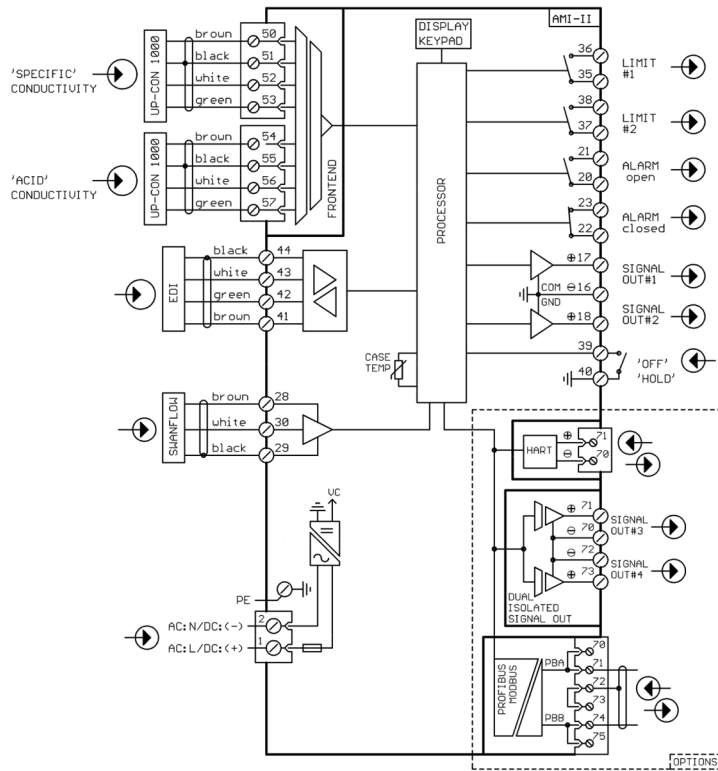 AMI-II
DISPLAY
KEYPAD
'SPECIFIC'
CONDUCTIVITY
UP-CON 1000
brown 50
black 51
white 52
green 53
'ACID'
CONDUCTIVITY
UP-CON 1000
brown 54
black 55
white 56
green 57
FRONTEND
PROCESSOR
36
35
LIMIT
#1
38
37
LIMIT
#2
21
20
ALARM
open
23
22
ALARM
closed
EDI
black 44
white 43
green 42
brown 41
⊕17
SIGNAL
OUT#1
COM ⊖16
GND
⊕18
SIGNAL
OUT#2
CASE
TEMP
39
40
'OFF'
'HOLD'
SWANFLOW
brown 28
white 30
black 29
HART
⊕ 71
⊖ 70
VC
PE
AC:N/DC:(-) 2
AC:L/DC:(+) 1
⊕ 71
SIGNAL
OUT#3
⊖ 70
⊖ 72
SIGNAL
OUT#4
⊕ 73
DUAL
ISOLATED
SIGNAL OUT
PROFIBUS
MODBUS
PBA
PBB
70
71
72
73
74
75
OPTIONS